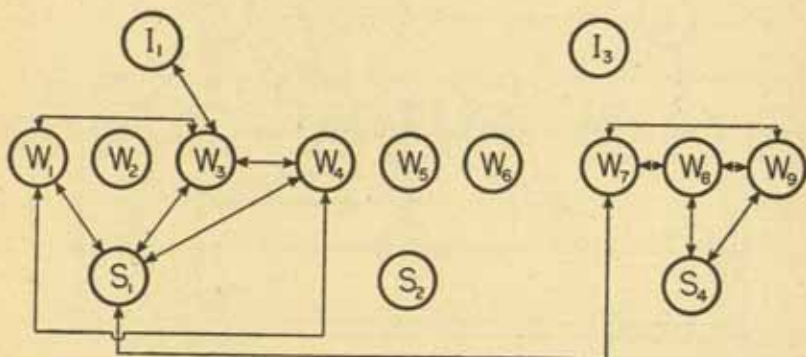 I₁ I₃
W₁ W₂ W₃ W₄ W₅ W₆ W₇ W₈ W₉
S₁ S₂ S₄